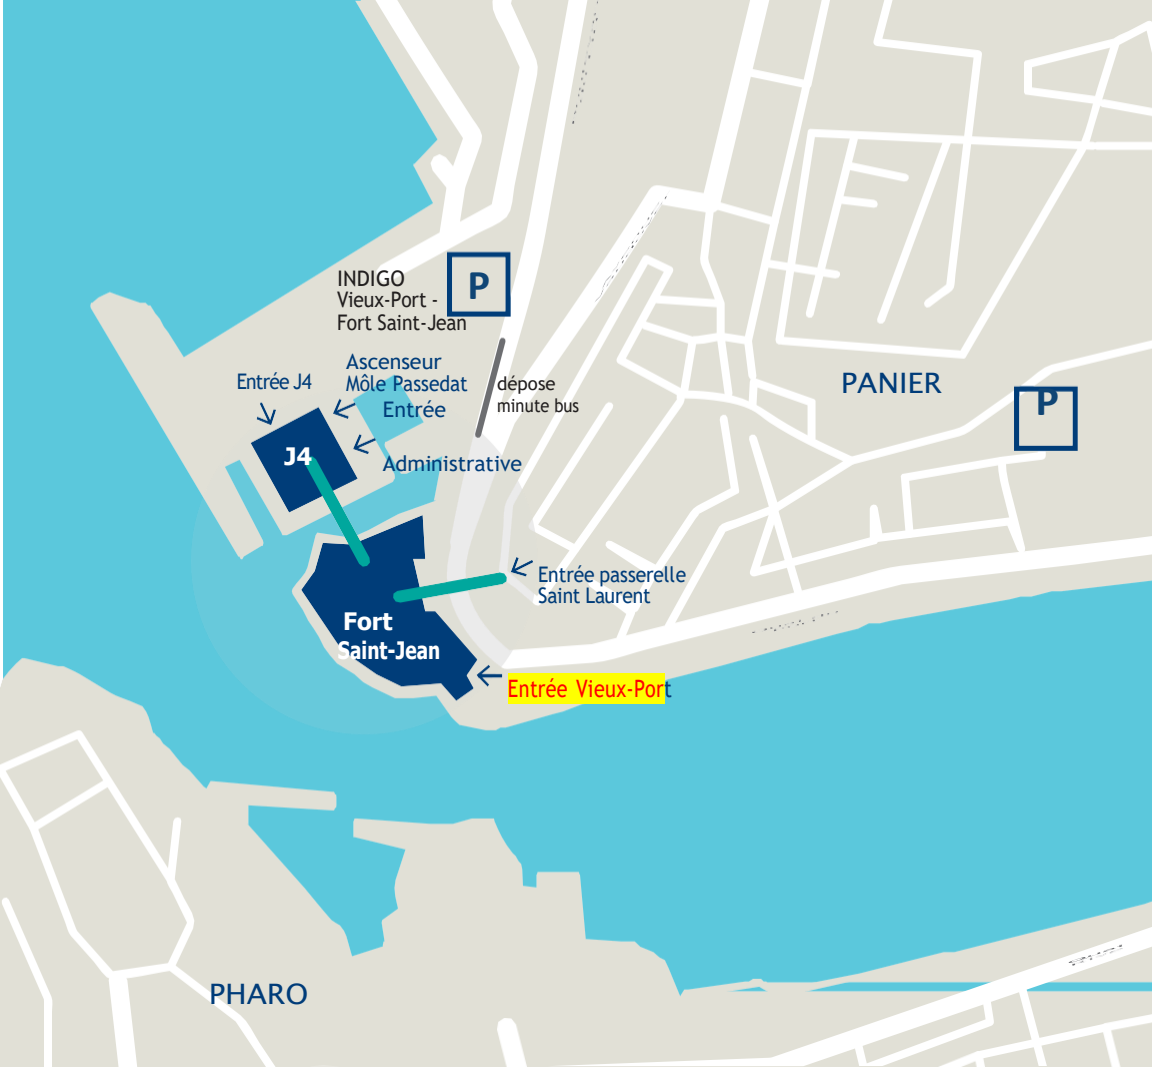 INDIGO
Vieux-Port -
Fort Saint-Jean
P
Ascenseur
Môle Passedat
Entrée J4
Entrée
Administrative
dépose
minute bus
J4
PANIER
P
Entrée passerelle
Saint Laurent
Fort
Saint-Jean
Entrée Vieux-Port
PHARO